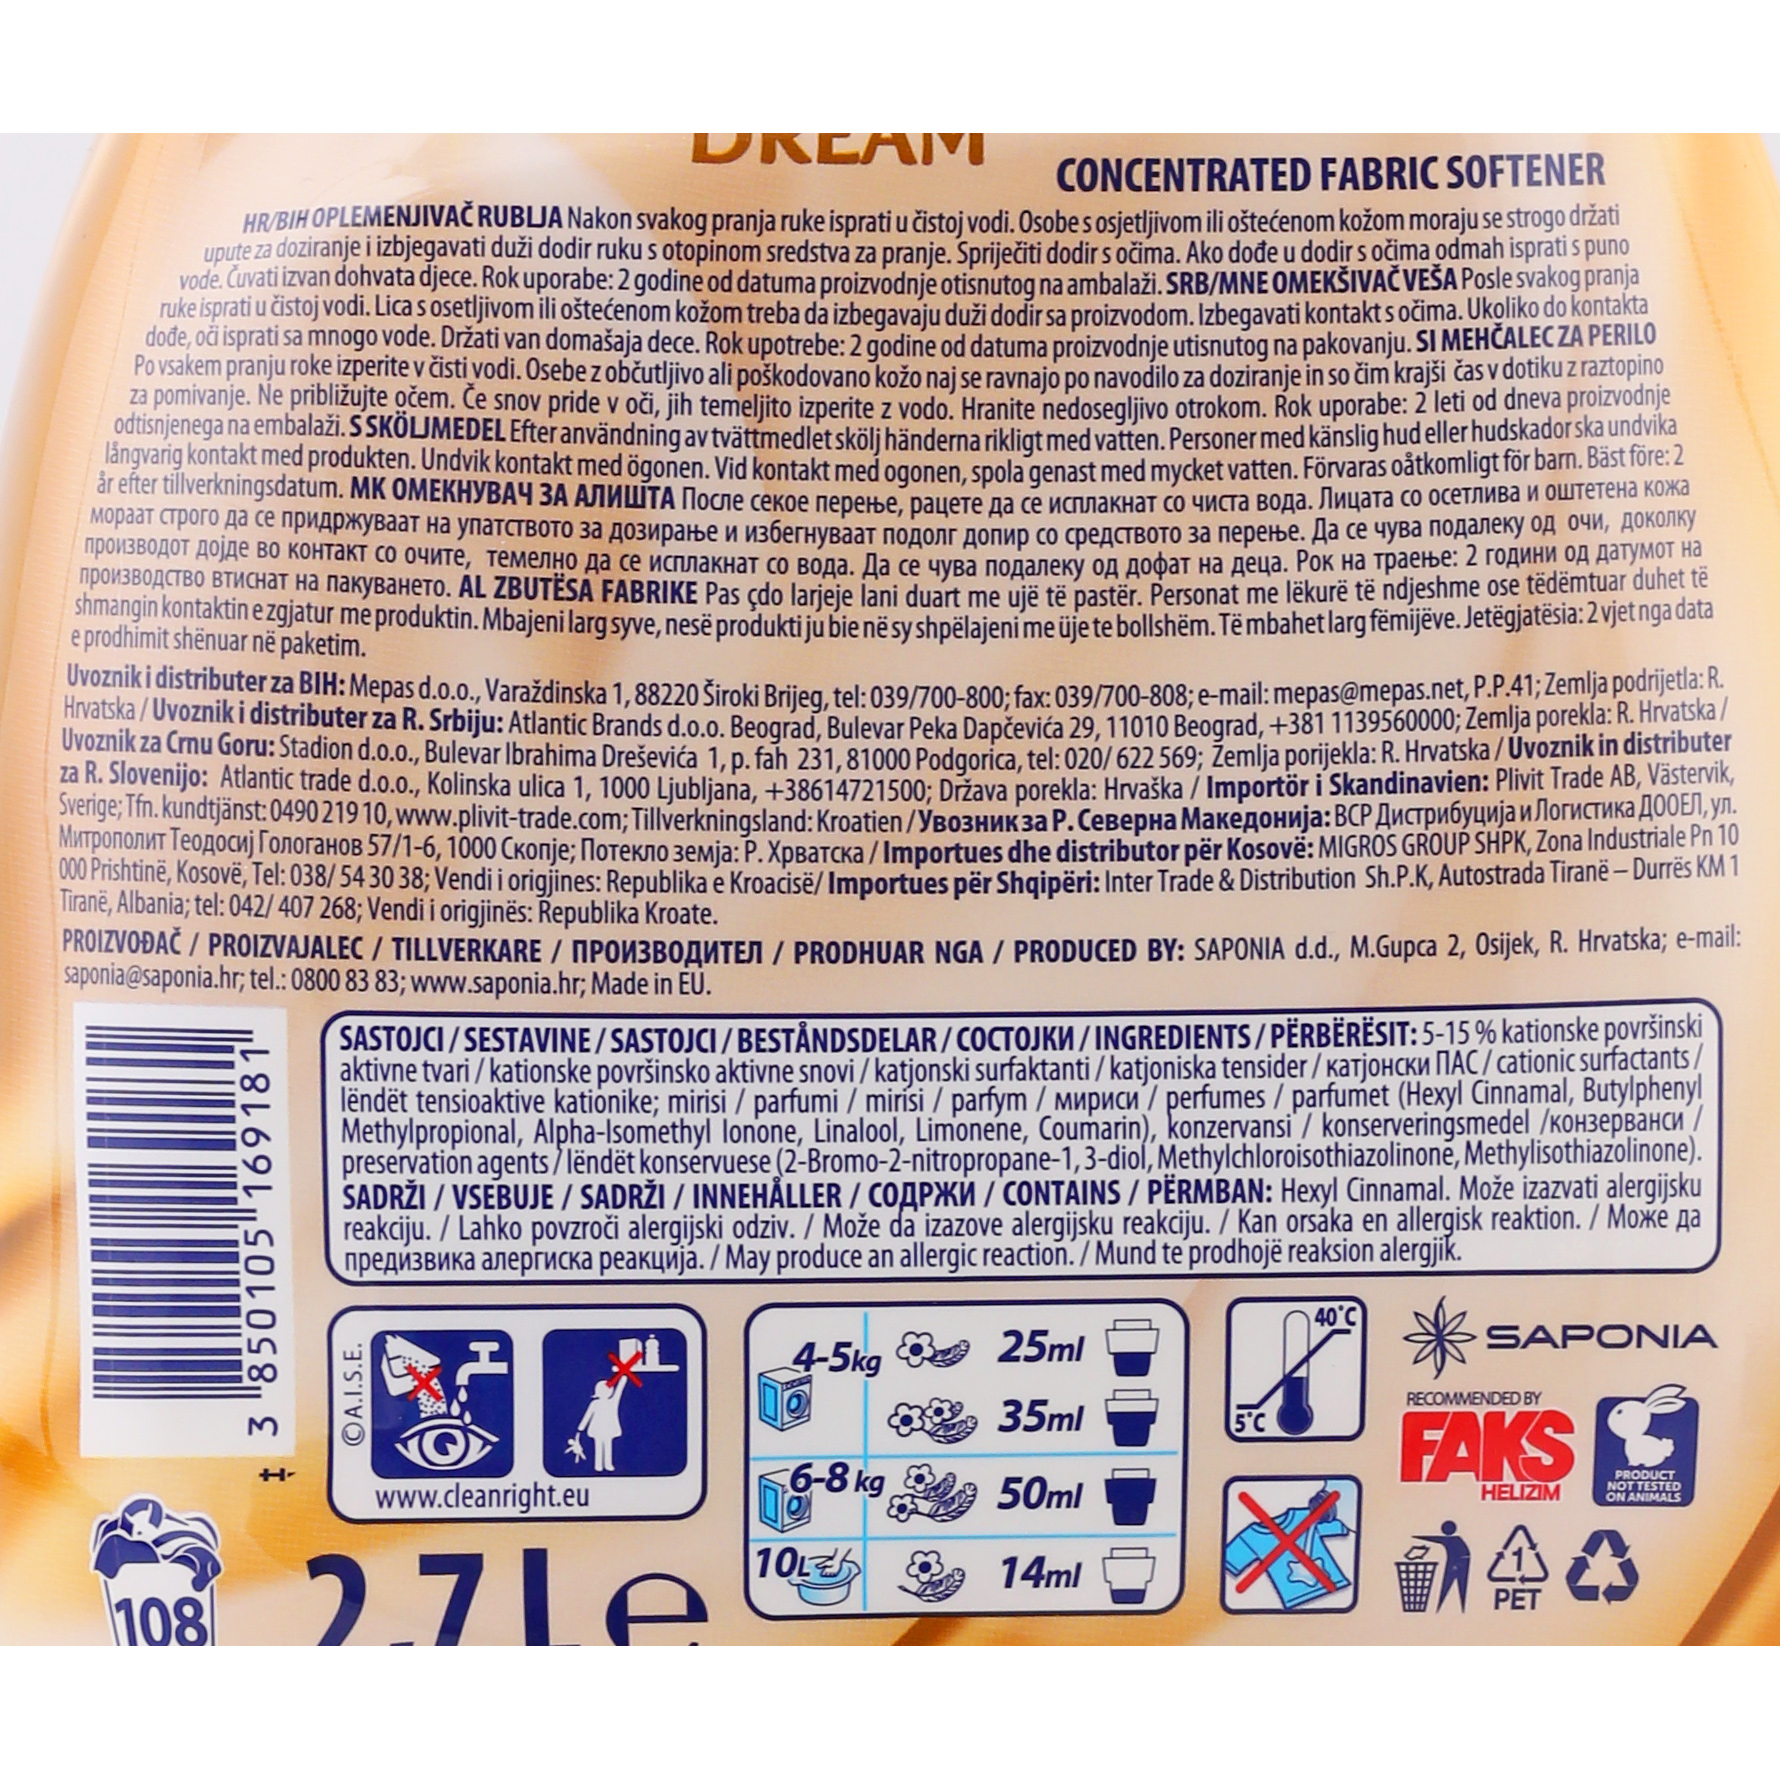 DREAM
CONCENTRATED FABRIC SOFTENER
HR/BIH OPLEMENJIVAČ RUBLJA Nakon svakog pranja ruke isprati u čistoj vodi. Osobe s osjetljivom ili oštećenom kožom moraju se strogo držati
upute za doziranje i izbjegavati duži dodir ruku s otopinom sredstva za pranje. Spriječiti dodir s očima. Ako dođe u dodir s očima odmah isprati s puno
vode. Čuvati izvan dohvata djece. Rok uporabe: 2 godine od datuma proizvodnje otisnutog na ambalaži. SRB/MNE OMEKŠIVAČ VEŠA Posle svakog pranja
ruke isprati u čistoj vodi. Lica s osetljivom ili oštećenom kožom treba da izbegavaju duži dodir sa proizvodom. Izbegavati kontakt s očima. Ukoliko do kontakta
dođe, oči isprati sa mnogo vode. Držati van domašaja dece. Rok upotrebe: 2 godine od datuma proizvodnje utisnutog na pakovanju. SI MEHČALEC ZA PERILO
Po vsakem pranju roke izperite v čisti vodi. Osebe z občutljivo ali poškodovano kožo naj se ravnajo po navodilo za doziranje in so čim krajši čas v dotiku z raztopino
za pomivanje. Ne približujte očem. Če snov pride v oči, jih temeljito izperite z vodo. Hranite nedosegljivo otrokom. Rok uporabe: 2 leti od dneva proizvodnje
odtisnjenega na embalaži. S SKÖLJMEDEL Efter användning av tvättmedlet skölj händerna rikligt med vatten. Personer med känslig hud eller hudskador ska undvika
långvarig kontakt med produkten. Undvik kontakt med ögonen. Vid kontakt med ogonen, spola genast med mycket vatten. Förvaras oåtkomligt för barn. Bäst före: 2
år efter tillverkningsdatum. МК ОМЕКНУВАЧ ЗА АЛИШТА После секое перење, рацете да се исплакнат со чиста вода. Лицата со осетлива и оштетена кожа
мораат строго да се придржуваат на упатството за дозирање и избегнуваат подолг допир со средството за перење. Да се чува подалеку од очи, доколку
производот дојде во контакт со очите, темелно да се исплакнат со вода. Да се чува подалеку од дофат на деца. Рок на траење: 2 години од датумот на
производство втиснат на пакувањето. AL ZBUTËSA FABRIKE Pas çdo larjeje lani duart me ujë të pastër. Personat me lëkurë të ndjeshme ose tëdëmtuar duhet të
shmangin kontaktin e zgjatur me produktin. Mbajeni larg syve, nesë produkti ju bie në sy shpëlajeni me üje te bollshëm. Të mbahet larg fëmijëve. Jetëgjatësia: 2 vjet nga data
e prodhimit shënuar në paketim.
Uvoznik i distributer za BIH: Mepas d.o.o., Varaždinska 1, 88220 Široki Brijeg, tel: 039/700-800; fax: 039/700-808; e-mail: mepas@mepas.net, P.P.41; Zemlja podrijetla: R.
Hrvatska / Uvoznik i distributer za R. Srbiju: Atlantic Brands d.o.o. Beograd, Bulevar Peka Dapčevića 29, 11010 Beograd, +381 1139560000; Zemlja porekla: R. Hrvatska /
Uvoznik za Crnu Goru: Stadion d.o.o., Bulevar Ibrahima Dreševića 1, p. fah 231, 81000 Podgorica, tel: 020/ 622 569; Zemlja porijekla: R. Hrvatska / Uvoznik in distributer
za R. Slovenijo: Atlantic trade d.o.o., Kolinska ulica 1, 1000 Ljubljana, +38614721500; Država porekla: Hrvaška / Importör i Skandinavien: Plivit Trade AB, Västervik,
Sverige; Tfn. kundtjänst: 0490 219 10, www.plivit-trade.com; Tillverkningsland: Kroatien / Увозник за Р. Северна Македонија: ВСР Дистрибуција и Логистика ДООЕЛ, ул.
Митрополит Теодосиј Гологанов 57/1-6, 1000 Скопје; Потекло земја: Р. Хрватска / Importues dhe distributor për Kosovë: MIGROS GROUP SHPK, Zona Industriale Pn 10
000 Prishtinë, Kosovë, Tel: 038/ 54 30 38; Vendi i origjines: Republika e Kroacisë/ Importues për Shqipëri: Inter Trade & Distribution Sh.P.K, Autostrada Tiranë – Durrës KM 1
Tiranë, Albania; tel: 042/ 407 268; Vendi i origjinës: Republika Kroate.
PROIZVOĐAČ / PROIZVAJALEC / TILLVERKARE / ПРОИЗВОДИТЕЛ / PRODHUAR NGA / PRODUCED BY: SAPONIA d.d., M.Gupca 2, Osijek, R. Hrvatska; e-mail:
saponia@saponia.hr; tel.: 0800 83 83; www.saponia.hr; Made in EU.
3 850105 169181
SASTOJCI / SESTAVINE / SASTOJCI / BESTÅNDSDELAR / СОСТОЈКИ / INGREDIENTS / PËRBËRËSIT: 5-15 % kationske površinski
aktivne tvari / kationske površinsko aktivne snovi / katjonski surfaktanti / katjoniska tensider / катјонски ПАС / cationic surfactants /
lëndët tensioaktive kationike; mirisi / parfumi / mirisi / parfym / мириси / perfumes / parfumet (Hexyl Cinnamal, Butylphenyl
Methylpropional, Alpha-Isomethyl Ionone, Linalool, Limonene, Coumarin), konzervansi / konserveringsmedel /конзерванси /
preservation agents / lëndët konservuese (2-Bromo-2-nitropropane-1, 3-diol, Methylchloroisothiazolinone, Methylisothiazolinone).
SADRŽI / VSEBUJE / SADRŽI / INNEHÅLLER / СОДРЖИ / CONTAINS / PËRMBAN: Hexyl Cinnamal. Može izazvati alergijsku
reakciju. / Lahko povzroči alergijski odziv. / Može da izazove alergijsku reakciju. / Kan orsaka en allergisk reaktion. / Може да
предизвика алергиска реакција. / May produce an allergic reaction. / Mund te prodhojë reaksion alergjik.
©A.I.S.E.
www.cleanright.eu
4-5kg 25ml
35ml
6-8 kg 50ml
10L 14ml
40°C
5°C
SAPONIA
RECOMMENDED BY
FAKS
HELIZIM
PRODUCT
NOT TESTED
ON ANIMALS
1
PET
108
2,7 L e